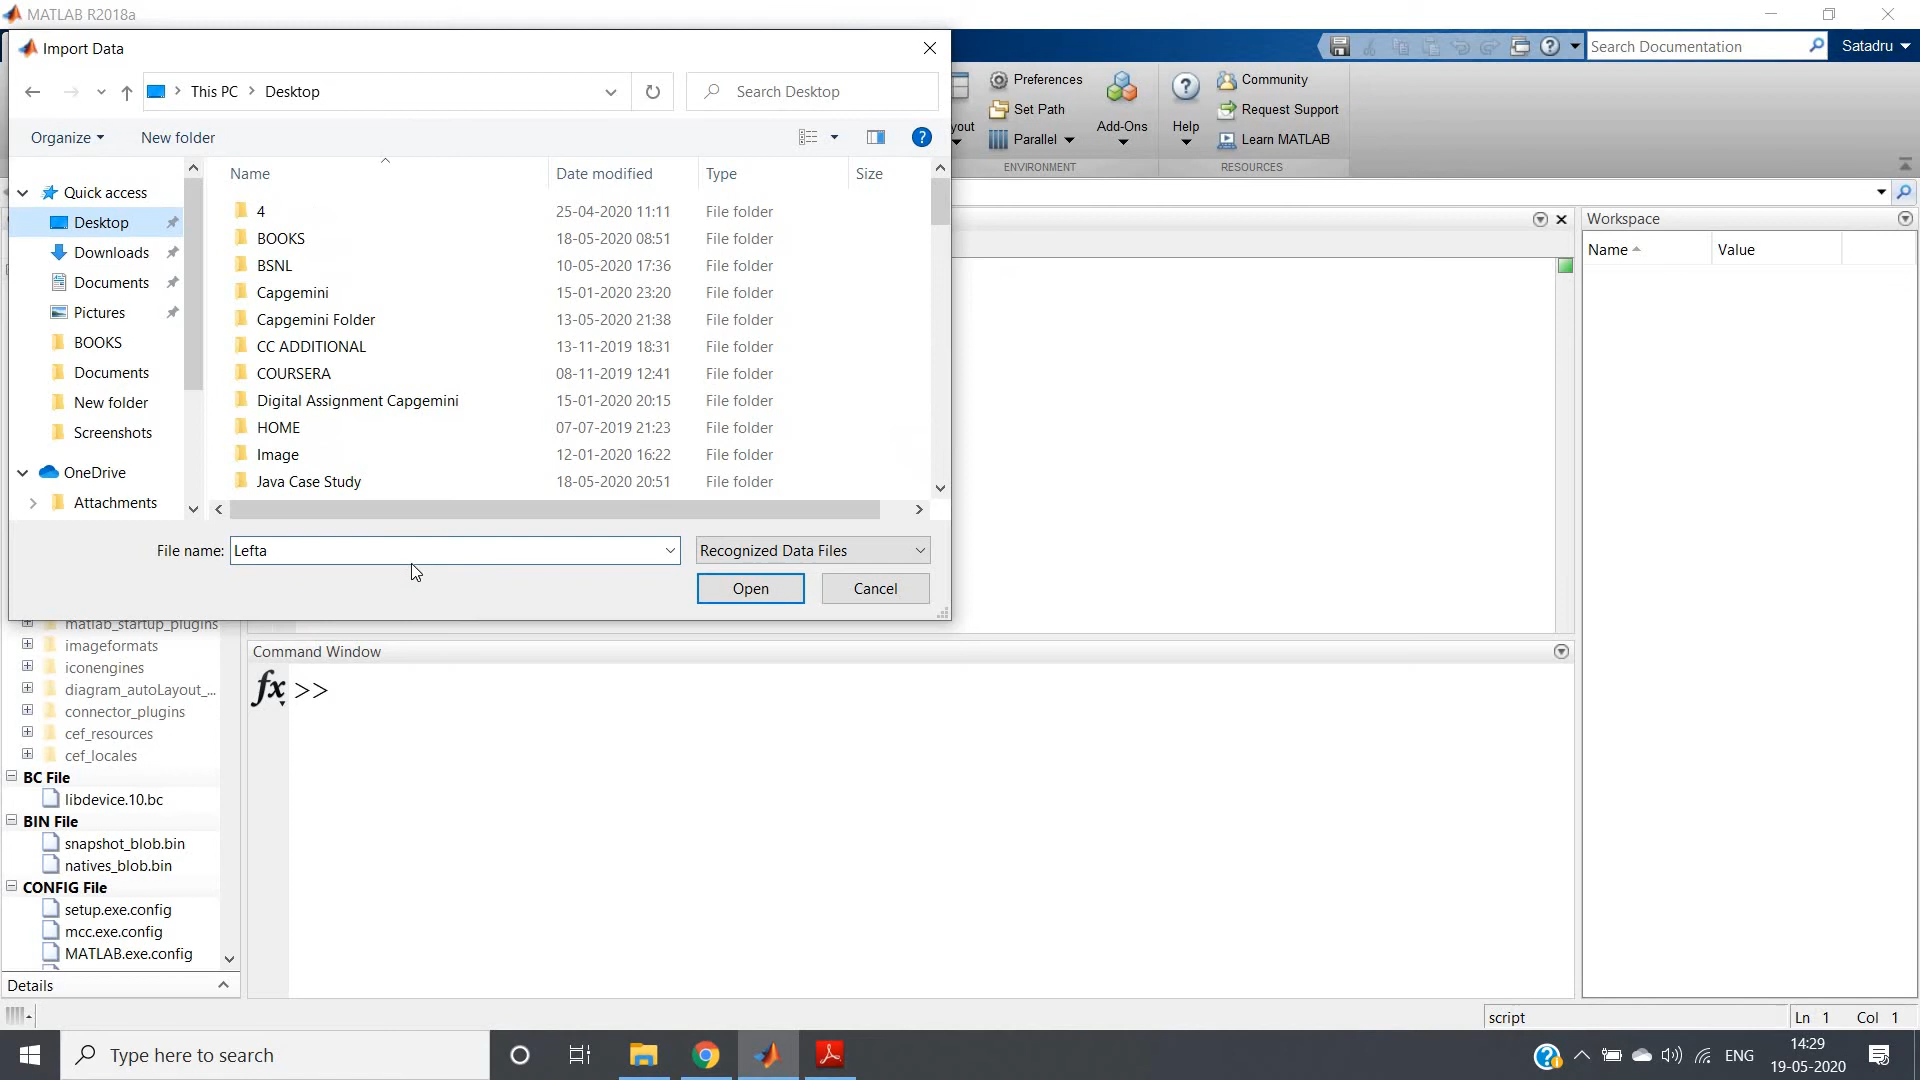 MATLAB R2018a
Import Data
Search Documentation
Satadru
This PC > Desktop
Search Desktop
Preferences
Community
Set Path
Request Support
yout
Parallel
Add-Ons
Help
Learn MATLAB
ENVIRONMENT
RESOURCES
Organize
New folder
Name
Date modified
Type
Size
Quick access
Desktop
Downloads
Documents
Pictures
BOOKS
Documents
New folder
Screenshots
OneDrive
Attachments
4 25-04-2020 11:11 File folder
BOOKS 18-05-2020 08:51 File folder
BSNL 10-05-2020 17:36 File folder
Capgemini 15-01-2020 23:20 File folder
Capgemini Folder 13-05-2020 21:38 File folder
CC ADDITIONAL 13-11-2019 18:31 File folder
COURSERA 08-11-2019 12:41 File folder
Digital Assignment Capgemini 15-01-2020 20:15 File folder
HOME 07-07-2019 21:23 File folder
Image 12-01-2020 16:22 File folder
Java Case Study 18-05-2020 20:51 File folder
File name: Lefta
Recognized Data Files
Open
Cancel
Workspace
Name
Value
matlab_startup_plugins
imageformats
iconengines
diagram_autoLayout_...
connector_plugins
cef_resources
cef_locales
BC File
libdevice.10.bc
BIN File
snapshot_blob.bin
natives_blob.bin
CONFIG File
setup.exe.config
mcc.exe.config
MATLAB.exe.config
Details
Command Window
fx >>
script
Ln 1 Col 1
Type here to search
ENG
14:29
19-05-2020